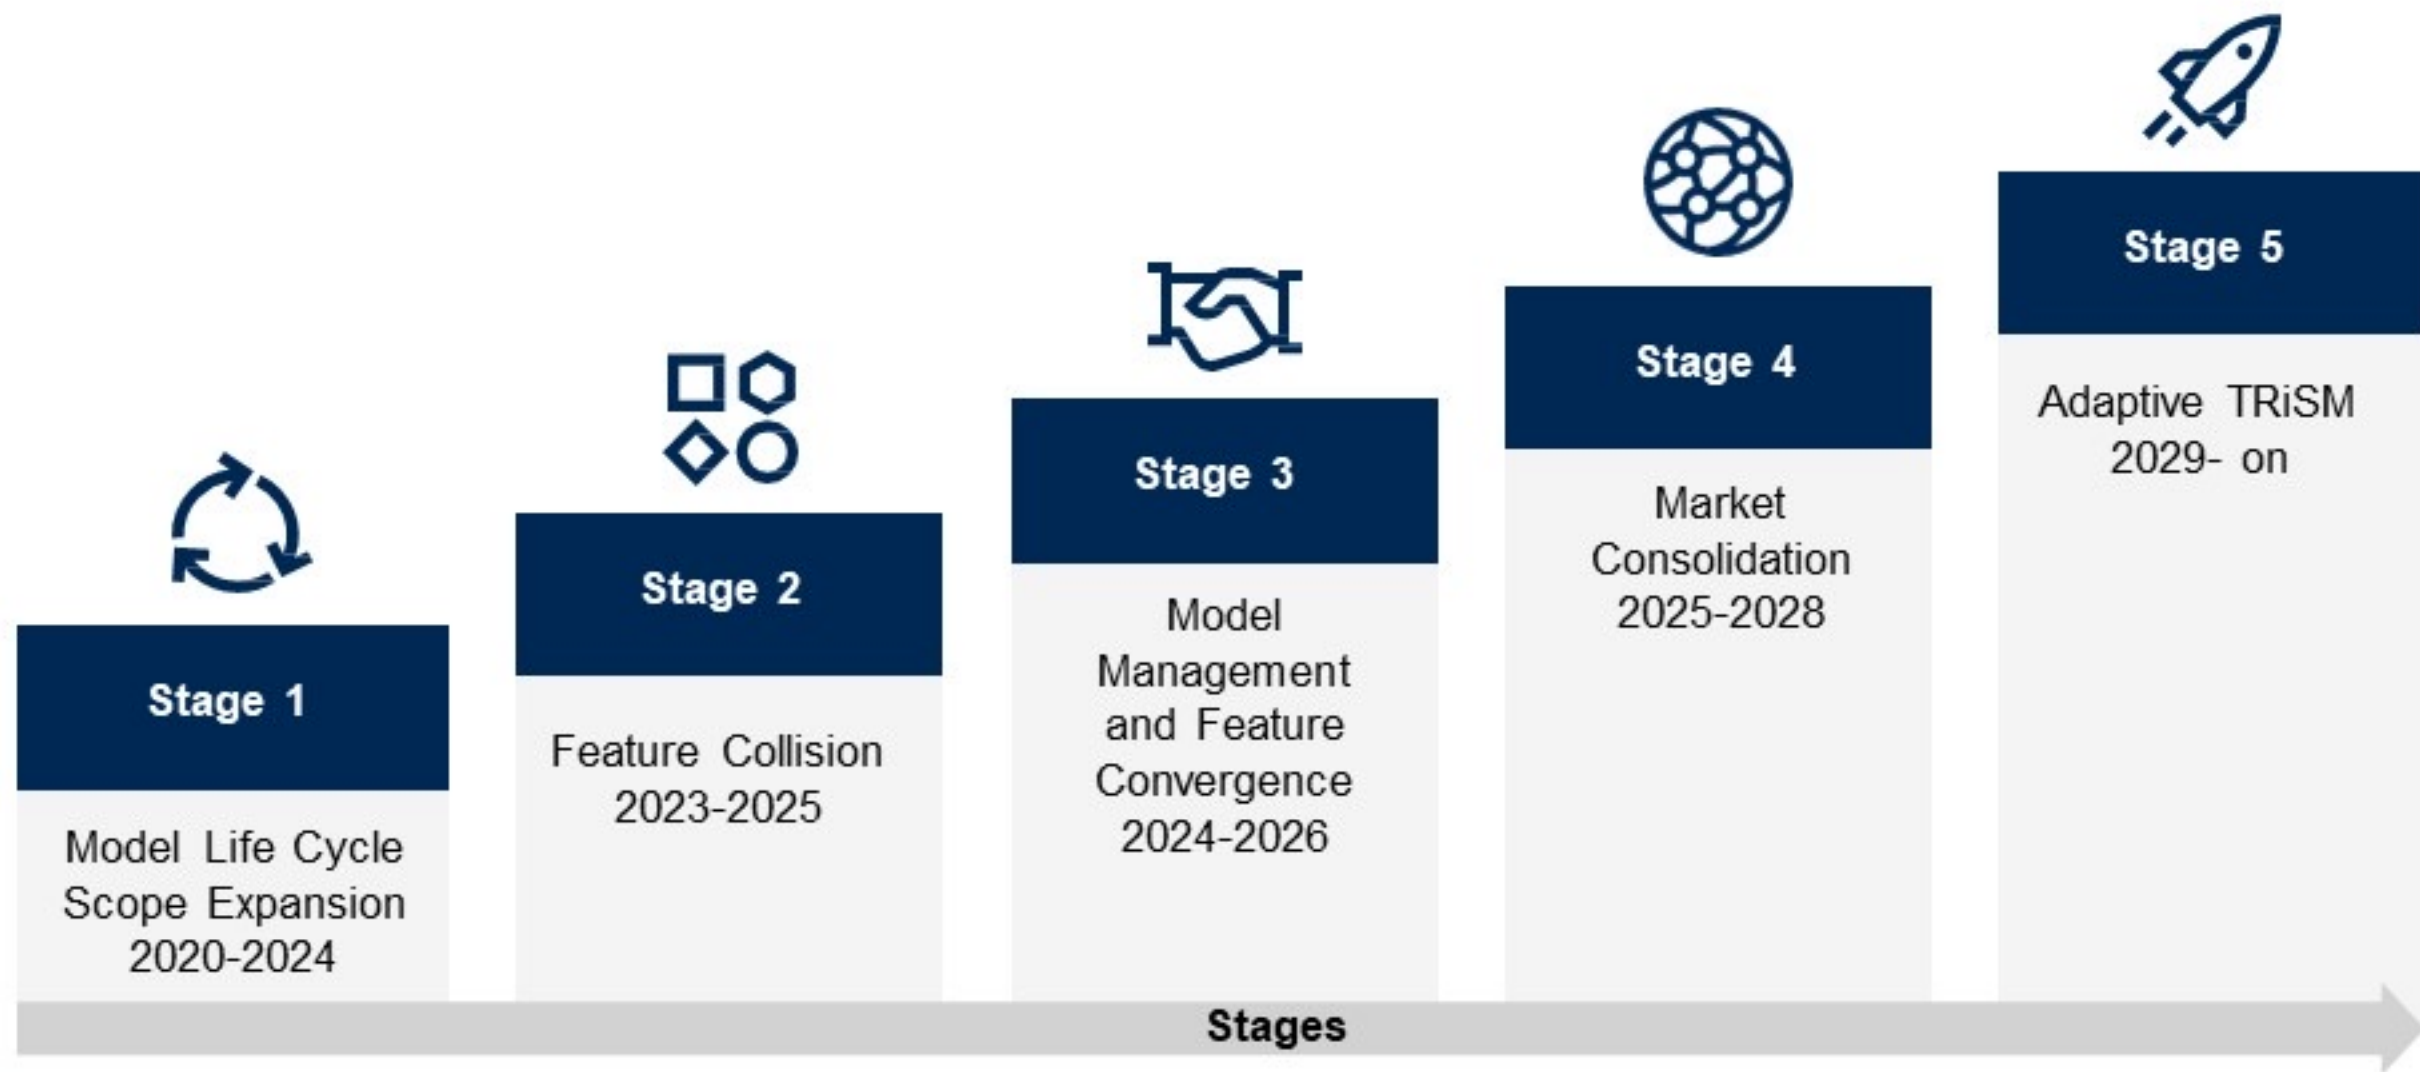 Stage 1
Model Life Cycle
Scope Expansion
2020-2024
Stage 2
Feature Collision
2023-2025
Stage 3
Model
Management
and Feature
Convergence
2024-2026
Stage 4
Market
Consolidation
2025-2028
Stage 5
Adaptive TRiSM
2029- on
Stages